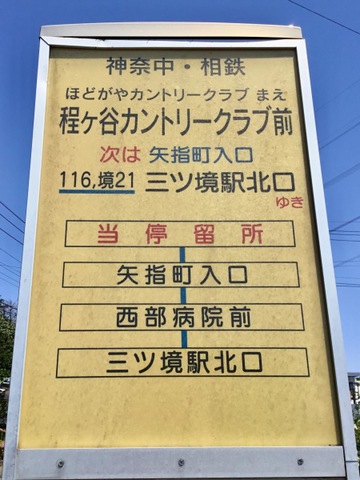 神奈中・相鉄
ほどがやカントリークラブ まえ
程ヶ谷カントリークラブ前
次は 矢指町入口
116,境21 三ツ境駅北口
ゆき
当停留所
矢指町入口
西部病院前
三ツ境駅北口